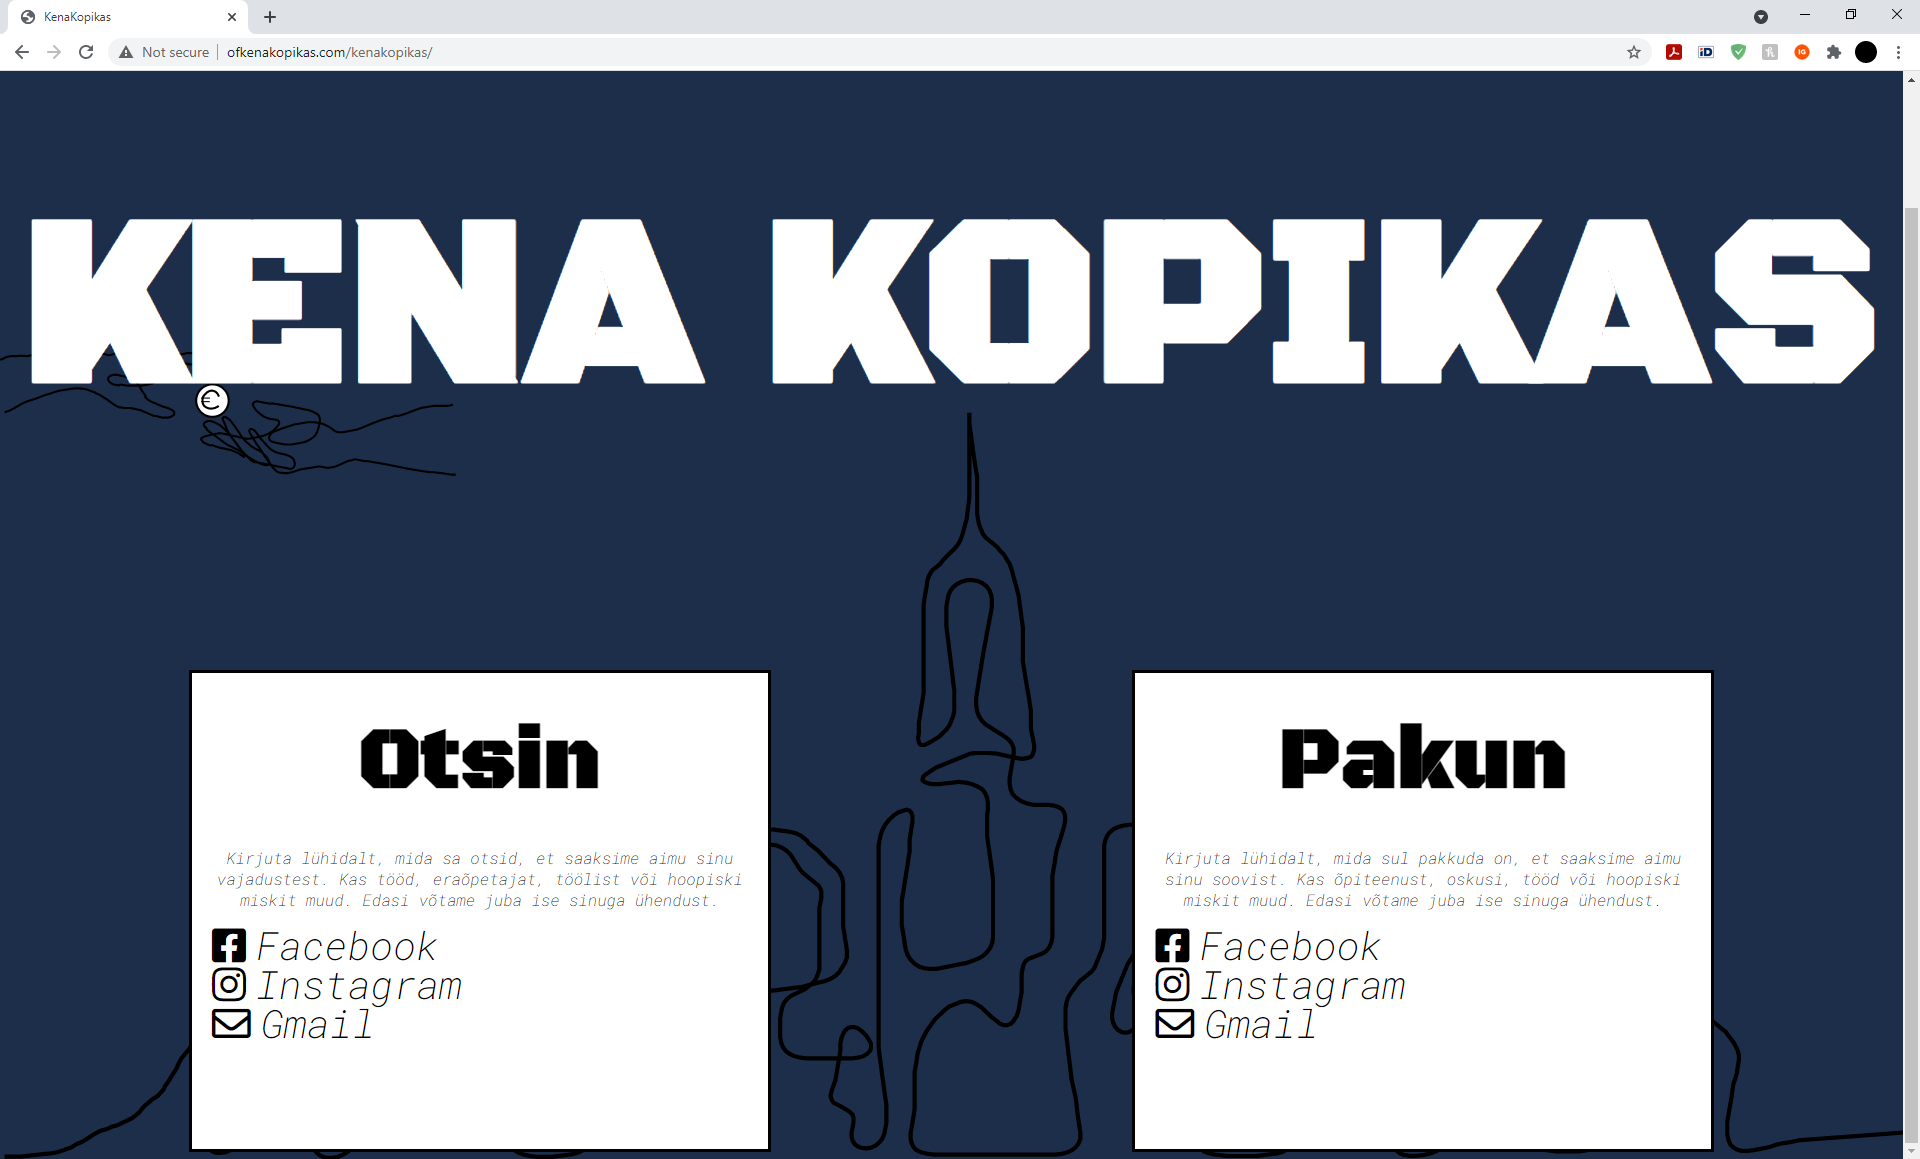 KenaKopikas
Not secure
ofkenakopikas.com/kenakopikas/
KENA KOPIKAS
€
Otsin
Kirjuta lühidalt, mida sa otsid, et saaksime aimu sinu
vajadustest. Kas tööd, eraõpetajat, töölist või hoopiski
miskit muud. Edasi võtame juba ise sinuga ühendust.
Facebook
Instagram
Gmail
Pakun
Kirjuta lühidalt, mida sul pakkuda on, et saaksime aimu
sinu soovist. Kas õpiteenust, oskusi, tööd või hoopiski
miskit muud. Edasi võtame juba ise sinuga ühendust.
Facebook
Instagram
Gmail